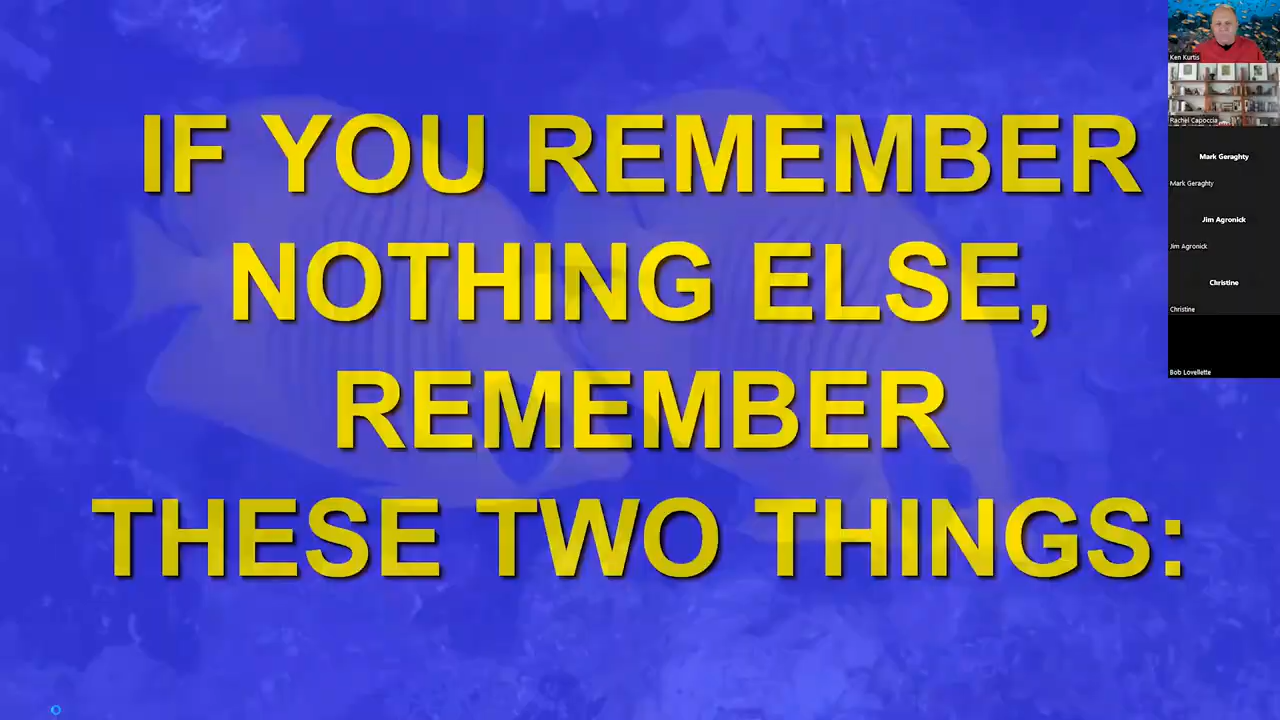 IF YOU REMEMBER
NOTHING ELSE,
REMEMBER
THESE TWO THINGS:
Ken Kurtis
Rachel Capoccia
Mark Geraghty
Mark Geraghty
Jim Agronick
Jim Agronick
Christine
Christine
Bob Lovellette